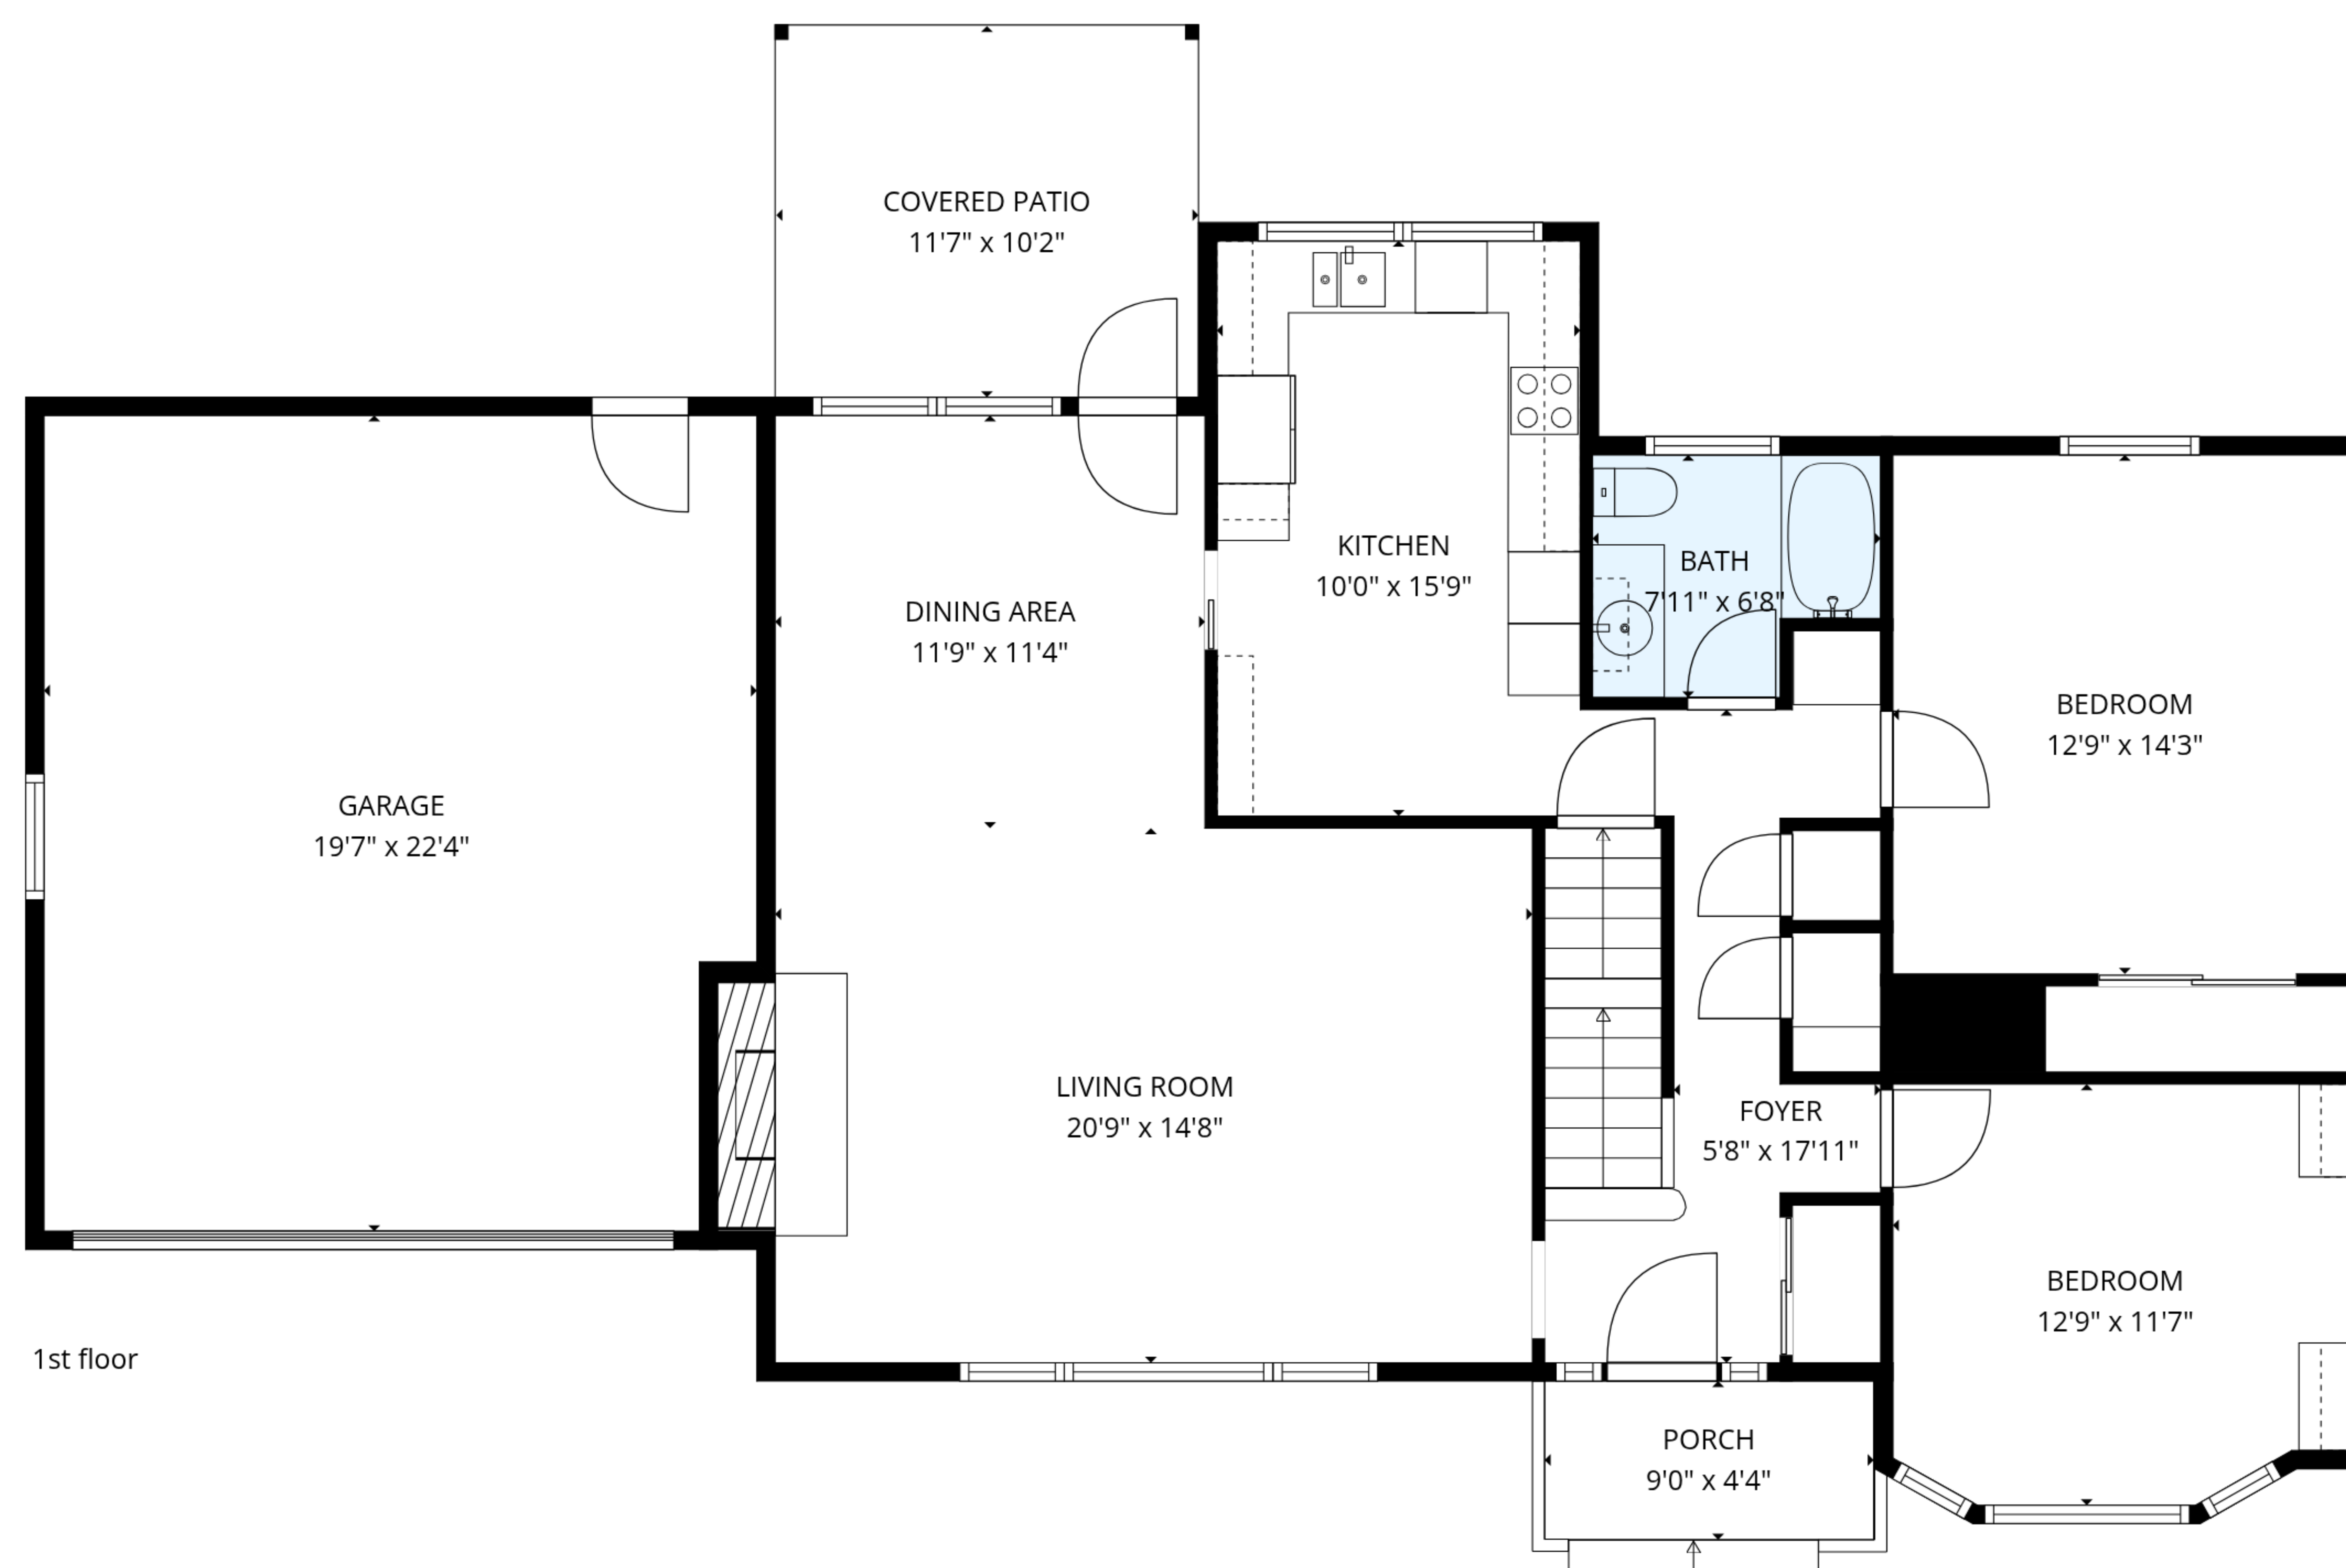 COVERED PATIO
11'7" x 10'2"
KITCHEN
10'0" x 15'9"
BATH
7'11" x 6'8"
DINING AREA
11'9" x 11'4"
BEDROOM
12'9" x 14'3"
GARAGE
19'7" x 22'4"
LIVING ROOM
20'9" x 14'8"
FOYER
5'8" x 17'11"
BEDROOM
12'9" x 11'7"
1st floor
PORCH
9'0" x 4'4"